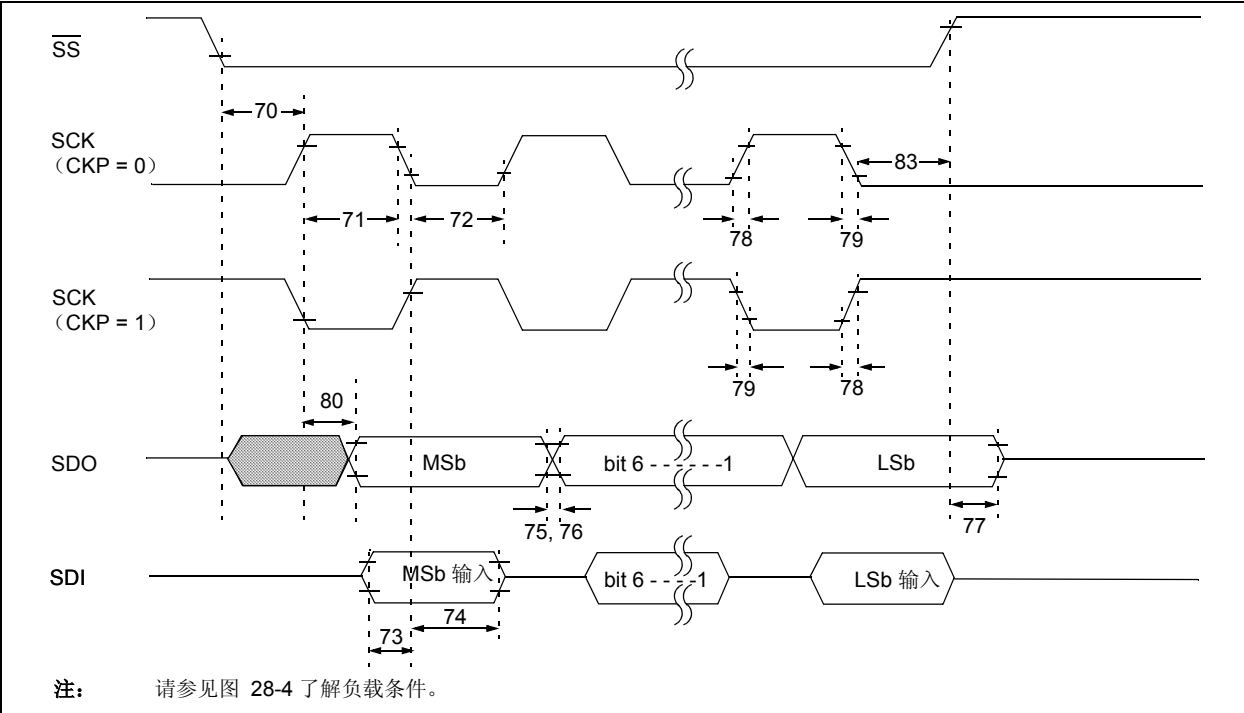 SS
70
SCK
（CKP = 0）
83
71
72
78
79
SCK
（CKP = 1）
79
78
80
SDO
MSb
bit 6 - - - - - - -1
LSb
75, 76
77
SDI
MSb 输入
bit 6 - - - - -1
LSb 输入
74
73
注： 请参见图 28-4 了解负载条件。